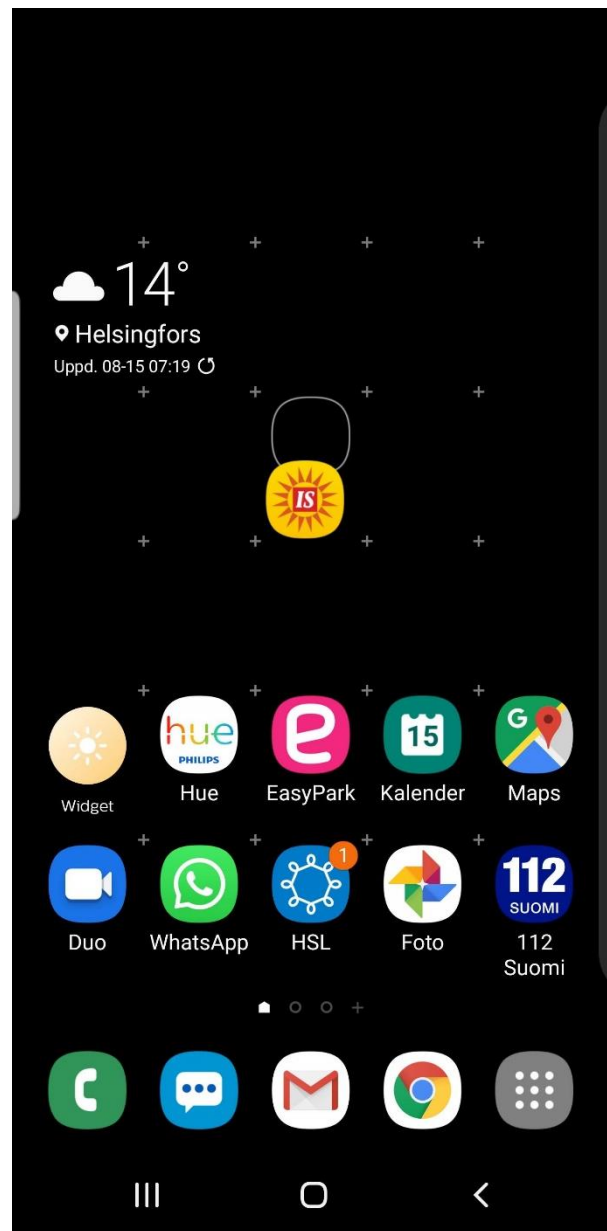 14°
Helsingfors
Uppd. 08-15 07:19
IS
hue
PHILIPS
15
G
Widget
Hue
EasyPark
Kalender
Maps
1
112
SUOMI
Duo
WhatsApp
HSL
Foto
112
Suomi